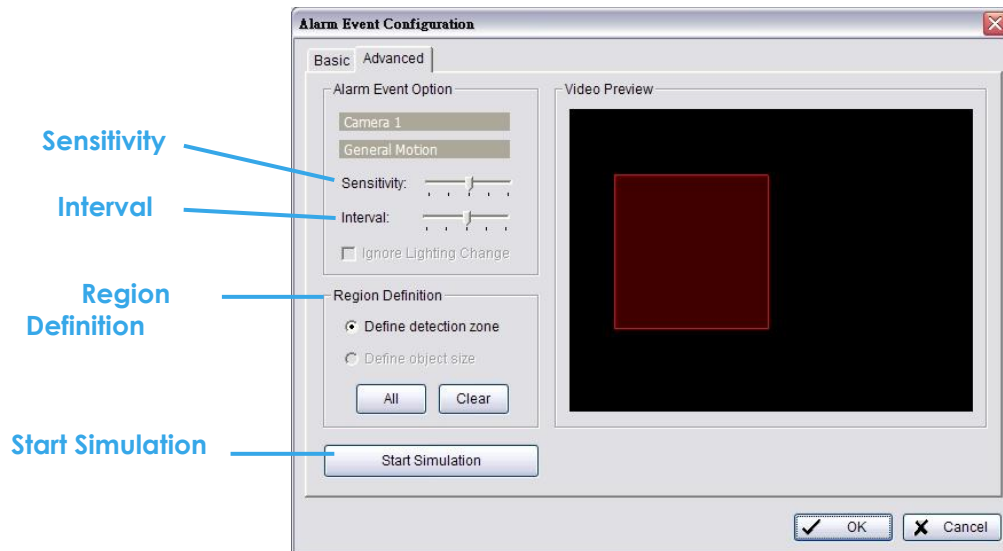 Alarm Event Configuration
Basic
Advanced
Alarm Event Option
Camera 1
General Motion
Sensitivity:
Interval:
Ignore Lighting Change
Region Definition
Define detection zone
Define object size
All
Clear
Start Simulation
Video Preview
OK
Cancel
Sensitivity
Interval
Region
Definition
Start Simulation